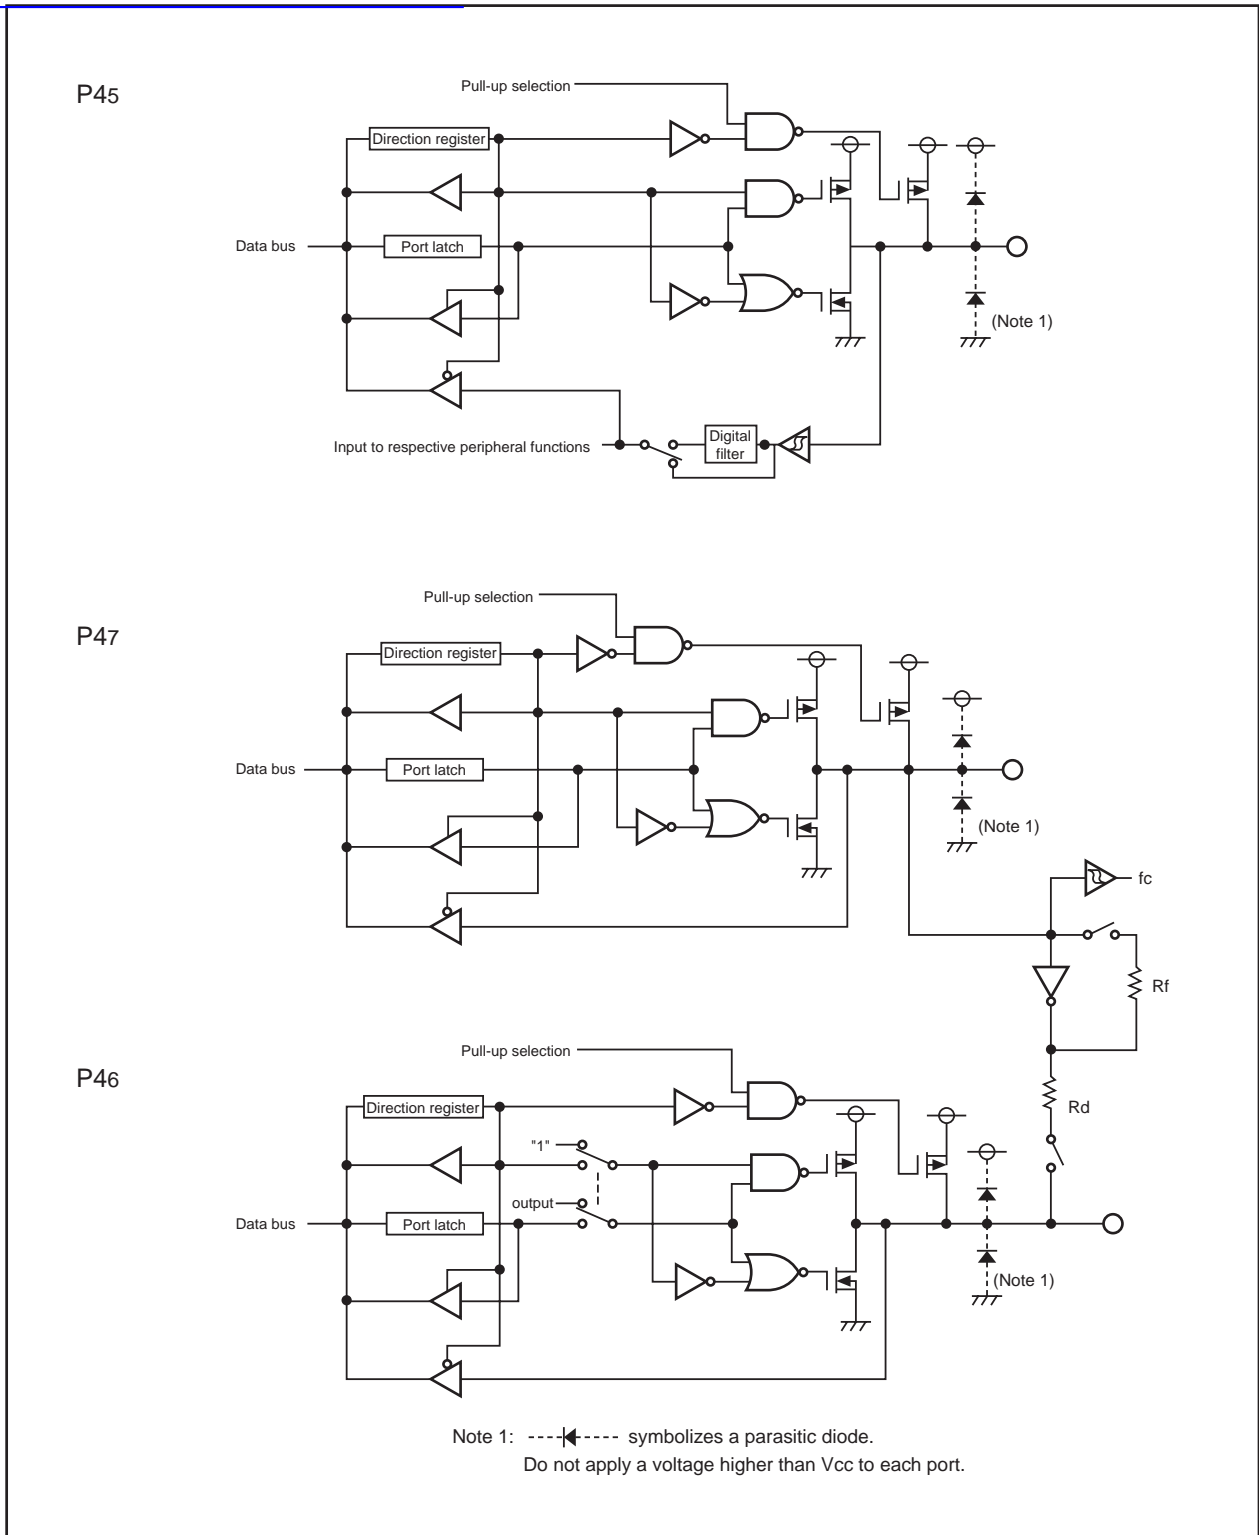 P45
Pull-up selection
Direction register
Data bus
Port latch
(Note 1)
Input to respective peripheral functions
Digital
filter
P47
Pull-up selection
Direction register
Data bus
Port latch
(Note 1)
fc
Rf
P46
Pull-up selection
Direction register
Rd
"1"
output
Data bus
Port latch
(Note 1)
Note 1: symbolizes a parasitic diode.
Do not apply a voltage higher than Vcc to each port.